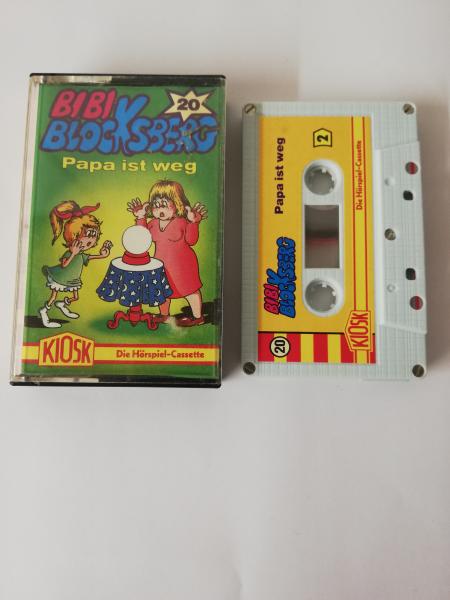 BIBI
BLOCKSBERG
20
Papa ist weg
KIOSK
Die Hörspiel-Cassette
Papa ist weg
2
BIBI
BLOCKSBERG
Die Hörspiel-Cassette
20
KIOSK